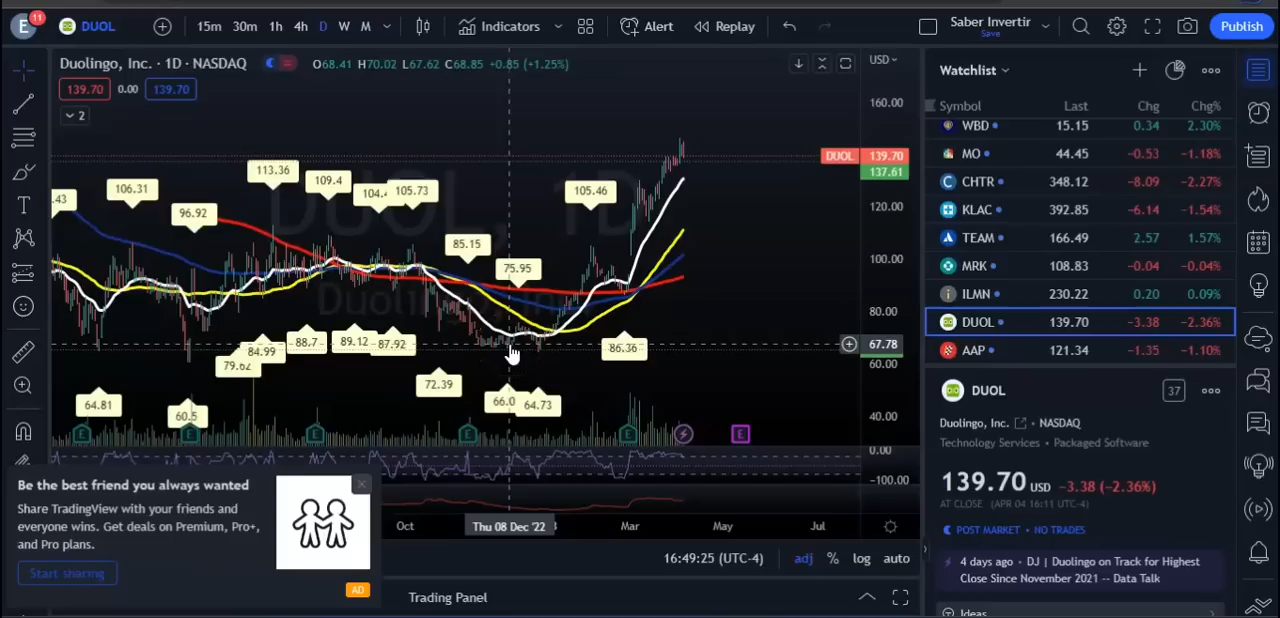 E 11 DUOL 15m 30m 1h 4h D W M Indicators Alert Replay Saber Invertir Publish
Save
Duolingo, Inc. · 1D · NASDAQ O68.41 H70.02 L67.62 C68.85 +0.85 (+1.25%)
139.70 0.00 139.70
2
USD
160.00
DUOL 139.70
137.61
120.00
100.00
80.00
67.78
60.00
40.00
0.00
−100.00
.43
106.31
96.92
113.36
109.4
104.4
105.73
85.15
75.95
105.46
64.81
60.5
79.62
84.99
88.7
89.12
87.92
72.39
66.0
64.73
86.36
E E E E E E
DUOL, 1D
Duolingo, Inc.
Oct Thu 08 Dec '22 Mar May Jul
16:49:25 (UTC-4) adj % log auto
Trading Panel
Be the best friend you always wanted
Share TradingView with your friends and
everyone wins. Get deals on Premium, Pro+,
and Pro plans.
Start sharing
AD
Watchlist
Symbol Last Chg Chg%
WBD 15.15 0.34 2.30%
MO 44.45 −0.53 −1.18%
CHTR 348.12 −8.09 −2.27%
KLAC 392.85 −6.14 −1.54%
TEAM 166.49 2.57 1.57%
MRK 108.83 −0.04 −0.04%
ILMN 230.22 0.20 0.09%
DUOL 139.70 −3.38 −2.36%
AAP 121.34 −1.35 −1.10%
DUOL 37
Duolingo, Inc. • NASDAQ
Technology Services • Packaged Software
139.70 USD −3.38 (−2.36%)
AT CLOSE (APR 04 16:11 UTC-4)
POST MARKET • NO TRADES
4 days ago · DJ | Duolingo on Track for Highest
Close Since November 2021 -- Data Talk
Ideas